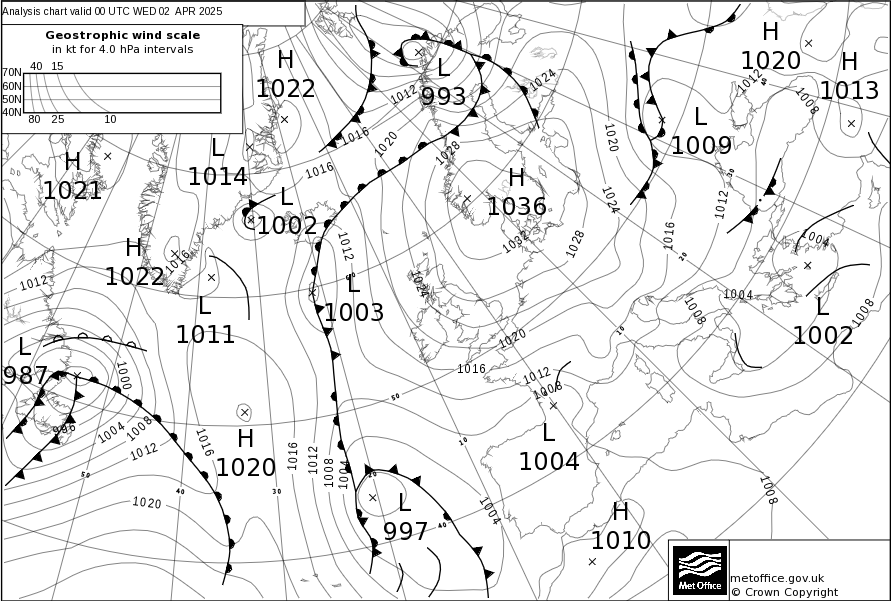 Analysis chart valid 00 UTC WED 02 APR 2025
Geostrophic wind scale
in kt for 4.0 hPa intervals
40 15
70N
60N
50N
40N
80 25 10
H
1022
L
993
H
1020
H
1013
L
1009
H
1021
L
1014
L
1002
H
1036
H
1022
L
1011
L
1003
L
1002
L
987
H
1020
L
1004
L
997
H
1010
1012
1016
1020
1028
1016
1024
1020
1024
1012
1008
1012
1016
1028
1032
1004
1004
1008
1008
1012
1016
1012
1024
1020
1016
1012
1008
1000
996
1004
1008
1012
1016
1020
1016
1012
1008
1004
1004
1008
50
40
30
20
40
50
10
10
20
30
40
60
metoffice.gov.uk
© Crown Copyright
Met Office